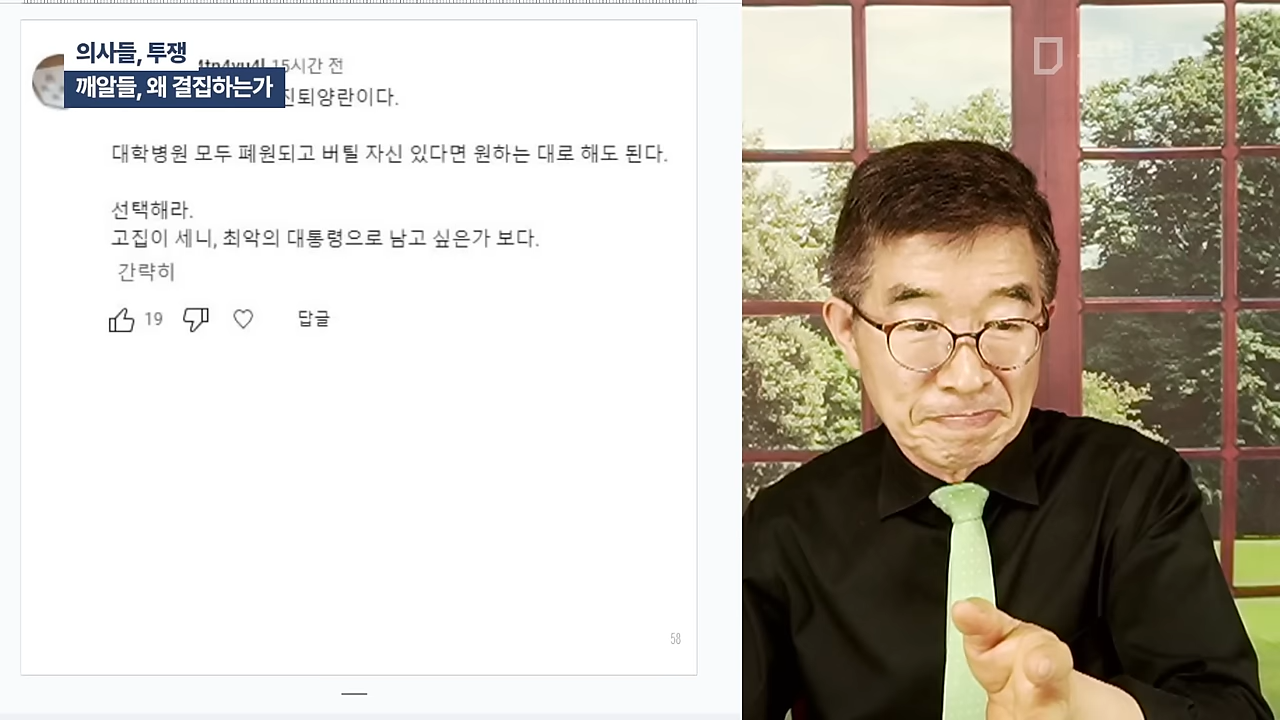 의사들, 투쟁
깨알들, 왜 결집하는가
15시간 전
진퇴양란이다.
대학병원 모두 폐원되고 버틸 자신 있다면 원하는 대로 해도 된다.
선택해라.
고집이 세니, 최악의 대통령으로 남고 싶은가 보다.
간략히
19
답글
58